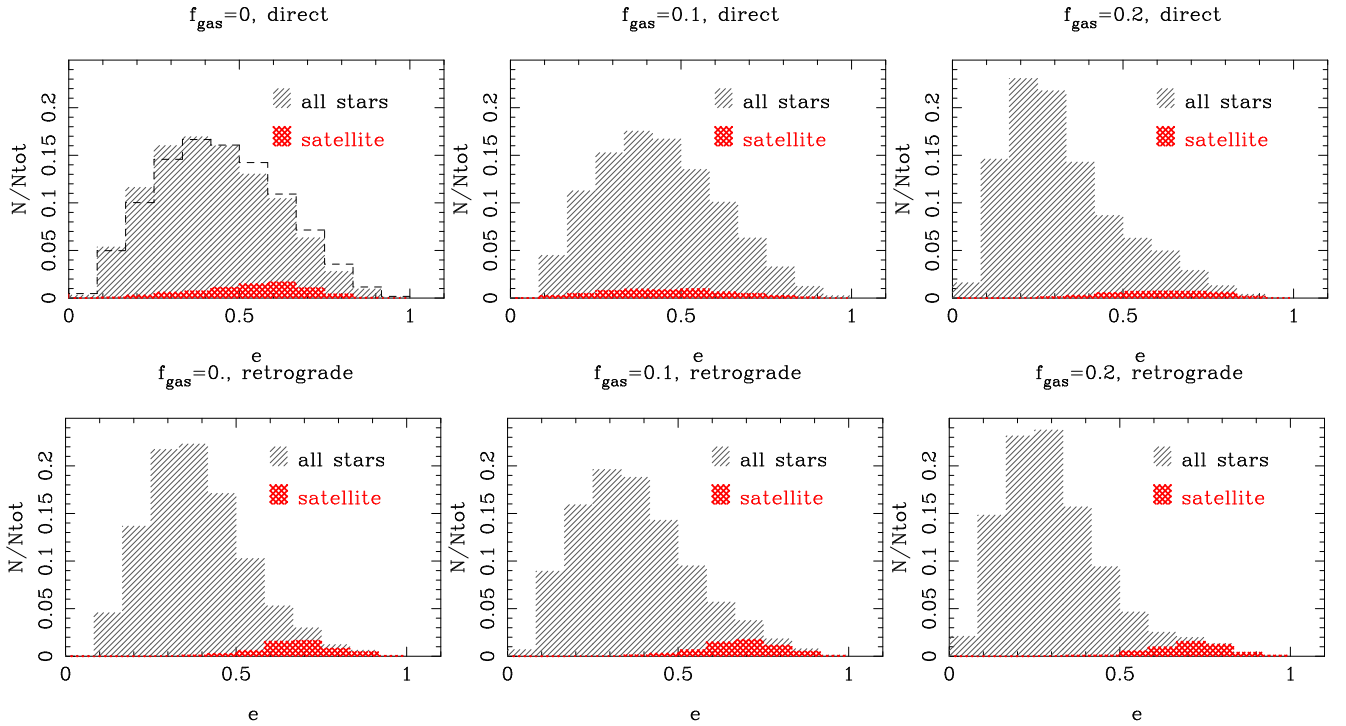 f_gas=0, direct
N/Ntot
0.2
0.15
0.1
0.05
0
all stars
satellite
0 0.5 1
e
f_gas=0.1, direct
N/Ntot
0.2
0.15
0.1
0.05
0
all stars
satellite
0 0.5 1
e
f_gas=0.2, direct
N/Ntot
0.2
0.15
0.1
0.05
0
all stars
satellite
0 0.5 1
e
f_gas=0., retrograde
N/Ntot
0.2
0.15
0.1
0.05
0
all stars
satellite
0 0.5 1
e
f_gas=0.1, retrograde
N/Ntot
0.2
0.15
0.1
0.05
0
all stars
satellite
0 0.5 1
e
f_gas=0.2, retrograde
N/Ntot
0.2
0.15
0.1
0.05
0
all stars
satellite
0 0.5 1
e